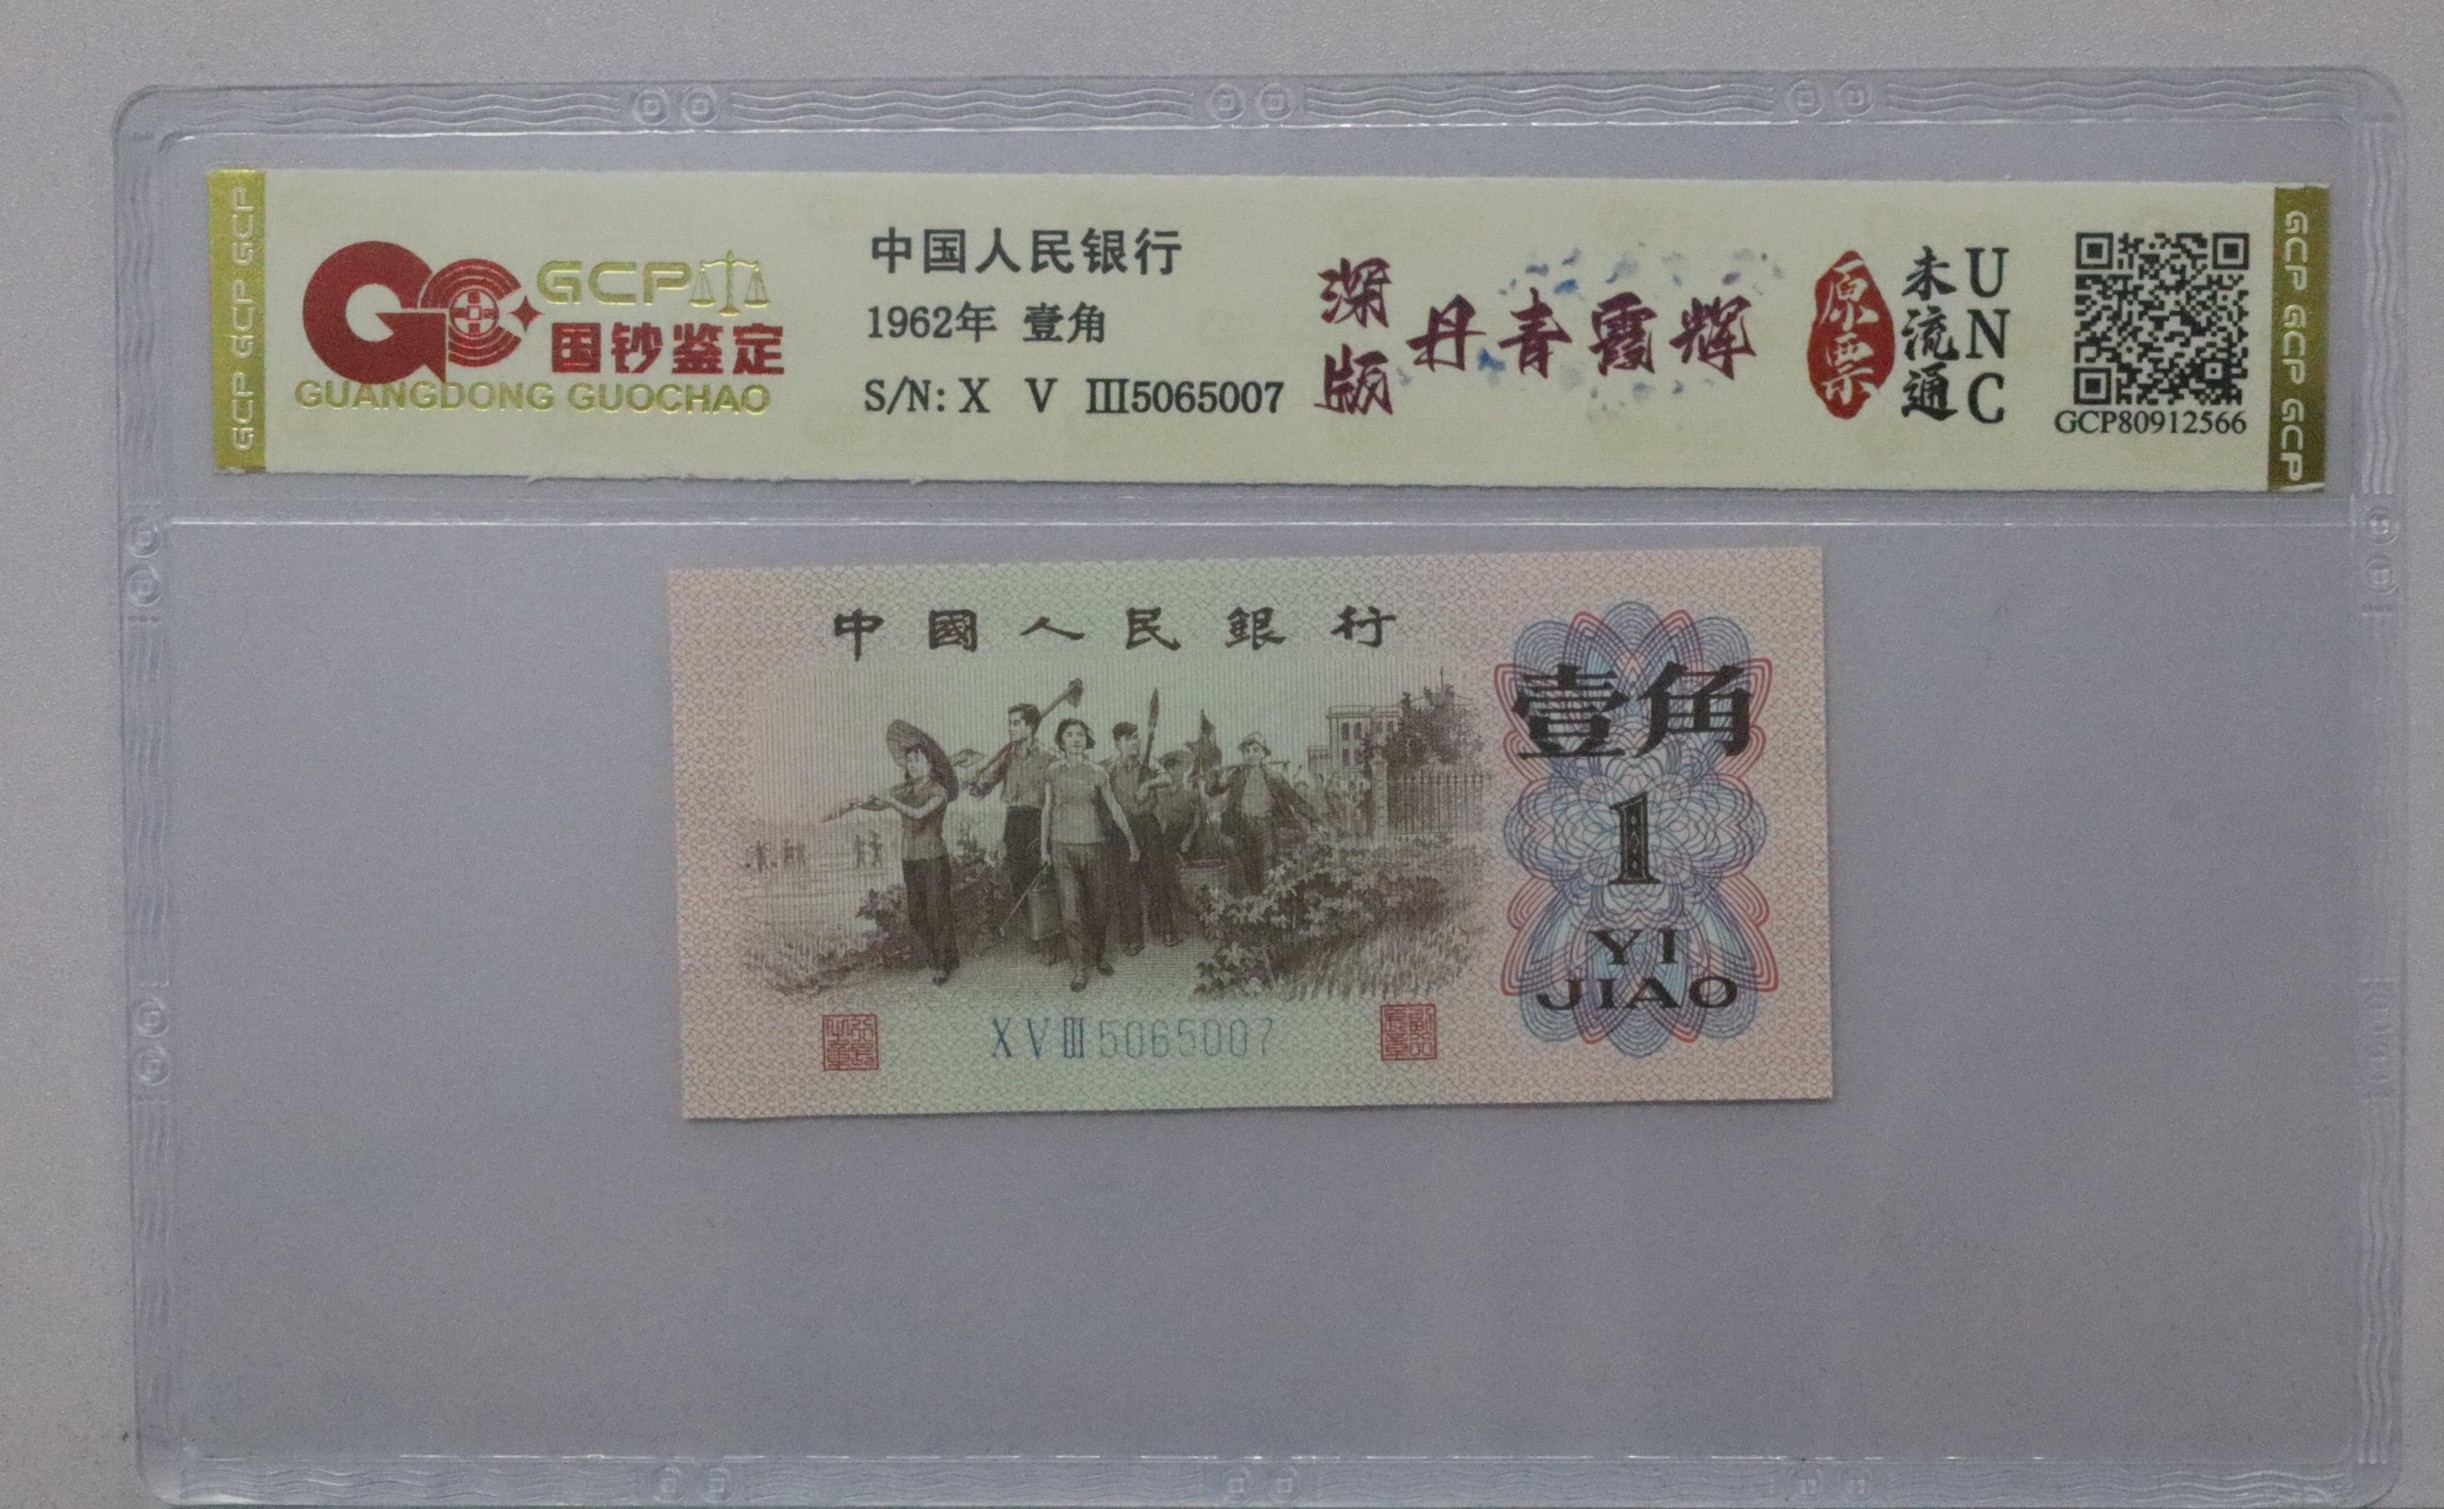 GCP GCP GCP
GCP
国钞鉴定
GUANGDONG GUOCHAO
中国人民银行
1962年 壹角
S/N: X V Ⅲ5065007
深版
丹青霞辉
原票
未流通
UNC
GCP80912566
GCP GCP GCP
中國人民銀行
壹角
1
YI
JIAO
X V Ⅲ 5065007